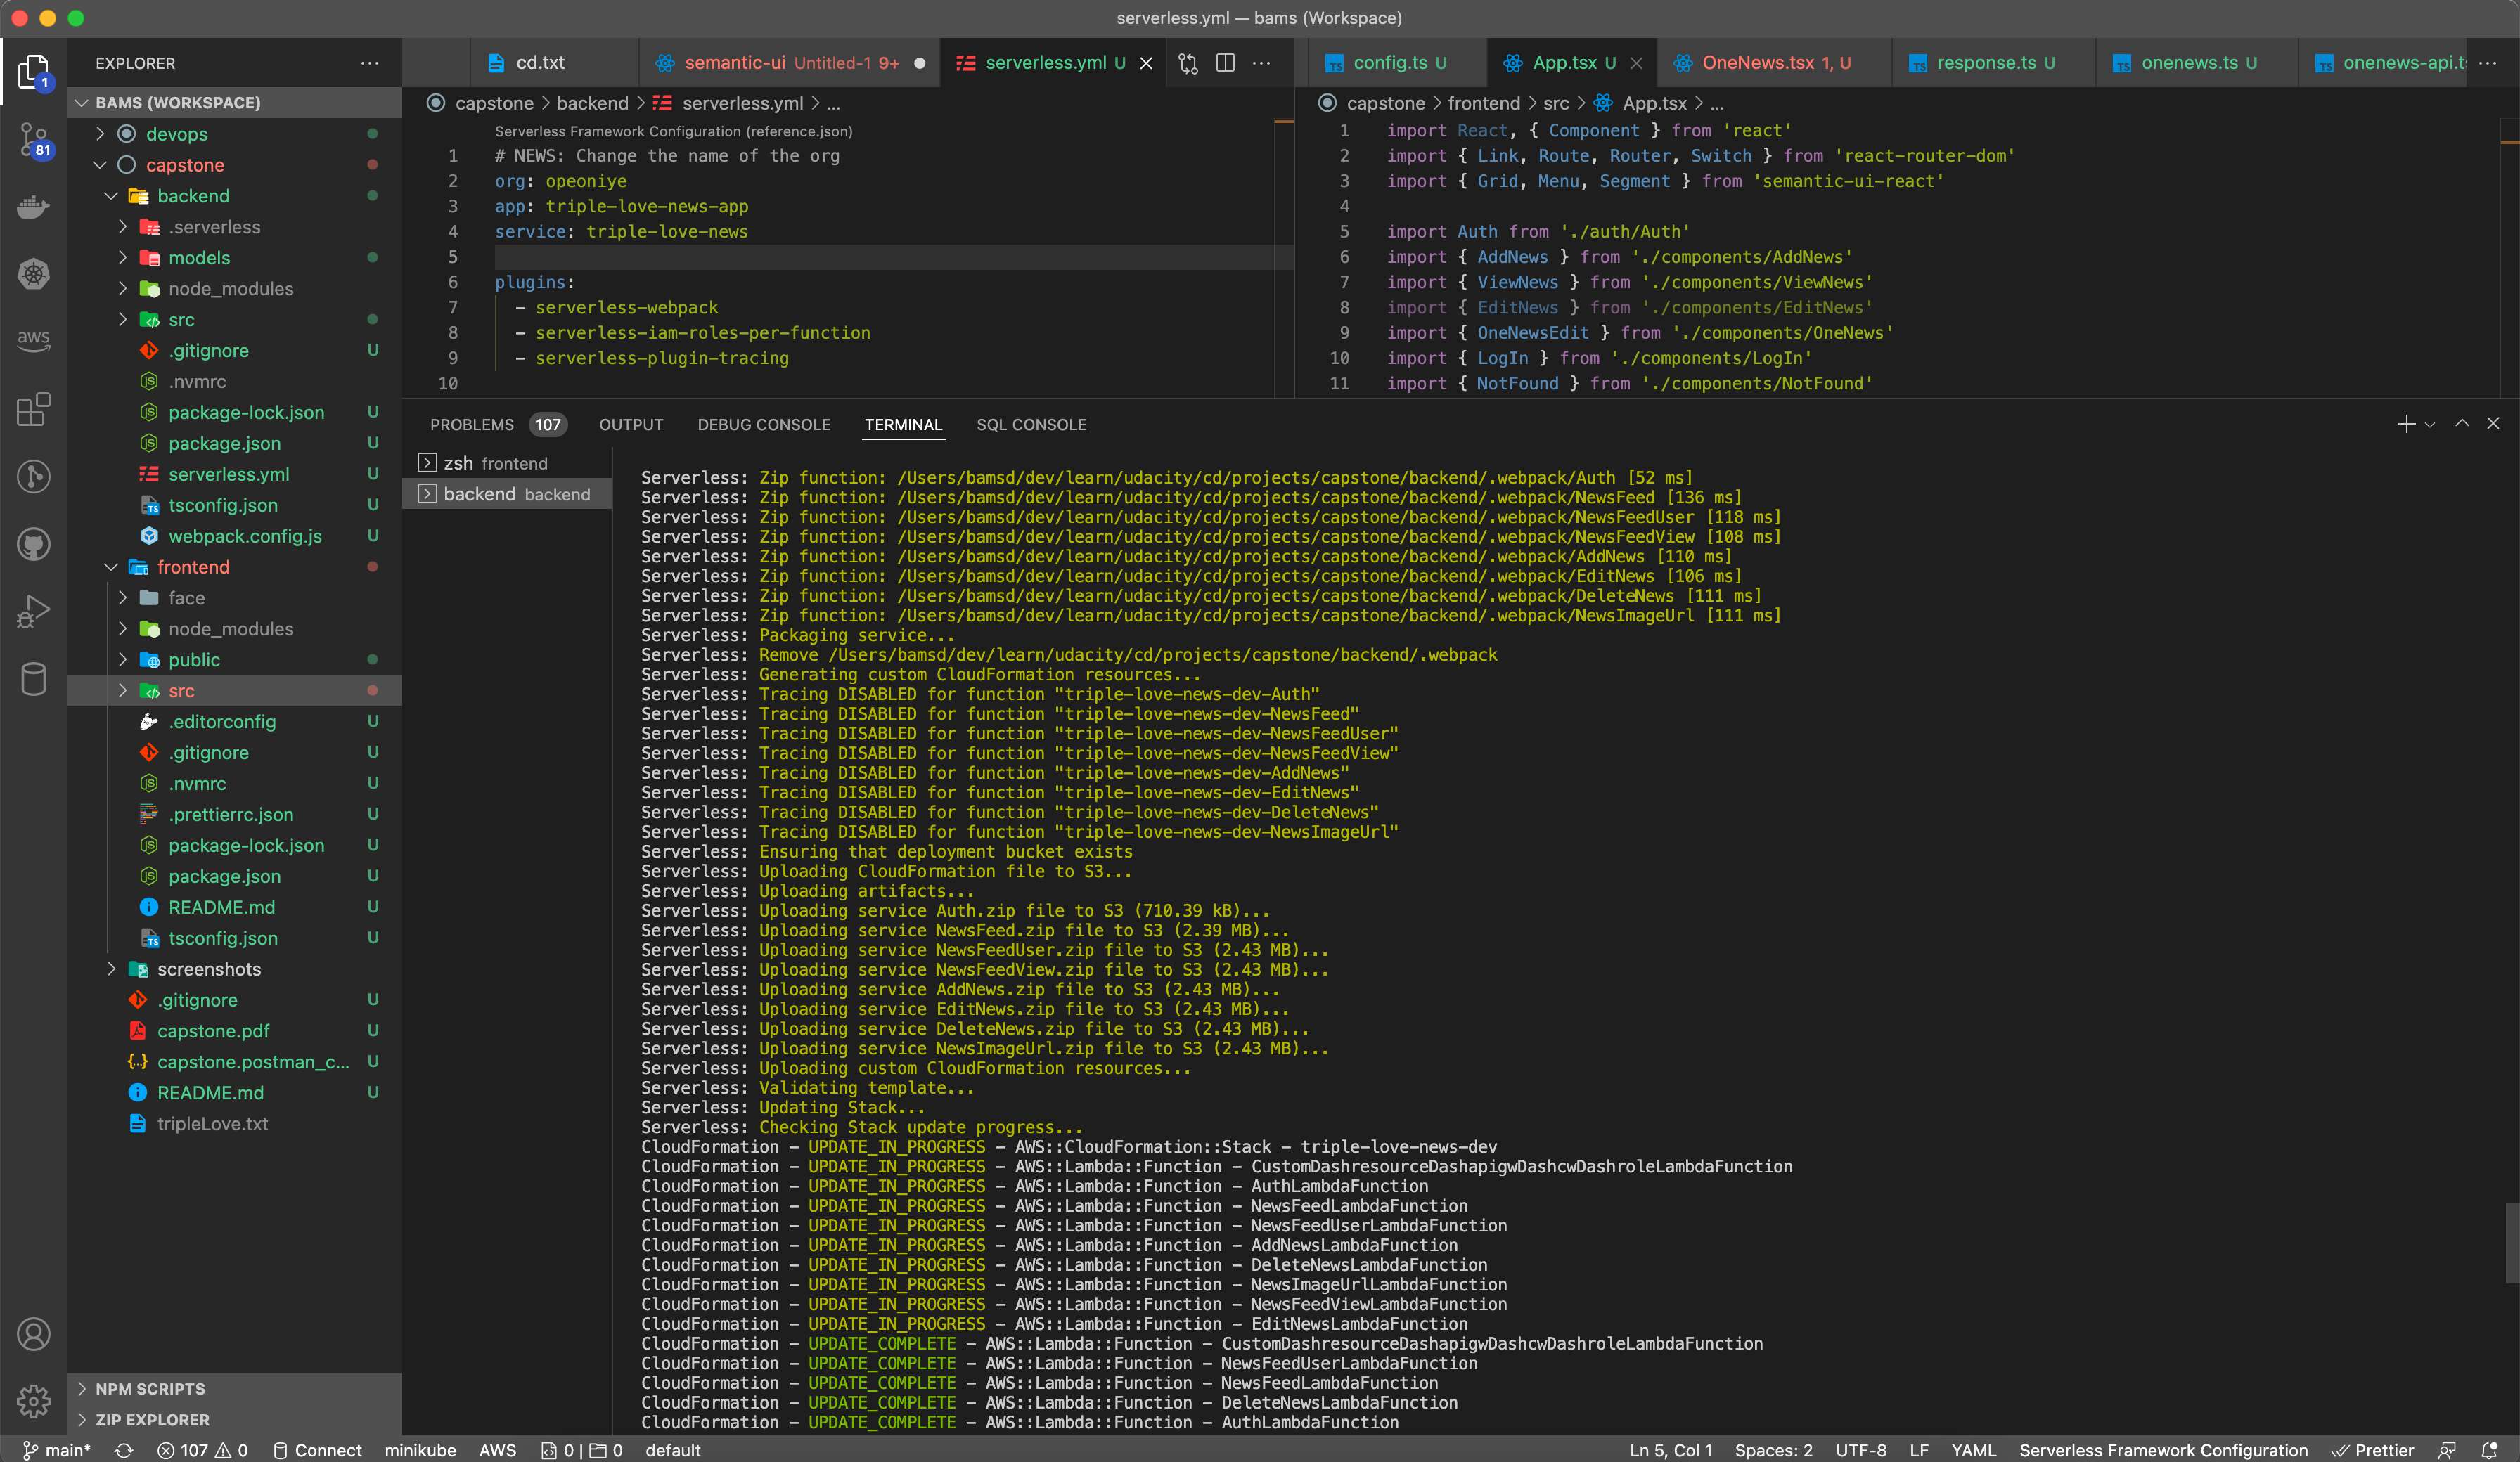 serverless.yml — bams (Workspace)
EXPLORER
1
81
aws
BAMS (WORKSPACE)
devops
capstone
backend
.serverless
models
node_modules
src
.gitignore U
.nvmrc
package-lock.json U
package.json U
serverless.yml U
tsconfig.json U
webpack.config.js U
frontend
face
node_modules
public
src
.editorconfig U
.gitignore U
.nvmrc U
.prettierrc.json U
package-lock.json U
package.json U
README.md U
tsconfig.json U
screenshots
.gitignore U
capstone.pdf U
capstone.postman_c... U
README.md U
tripleLove.txt
NPM SCRIPTS
ZIP EXPLORER
cd.txt
semantic-ui Untitled-1 9+
serverless.yml U
capstone > backend > serverless.yml > ...
Serverless Framework Configuration (reference.json)
1 # NEWS: Change the name of the org
2 org: opeoniye
3 app: triple-love-news-app
4 service: triple-love-news
5
6 plugins:
7 - serverless-webpack
8 - serverless-iam-roles-per-function
9 - serverless-plugin-tracing
10
config.ts U
App.tsx U
OneNews.tsx 1, U
response.ts U
onenews.ts U
onenews-api.t
capstone > frontend > src > App.tsx > ...
1 import React, { Component } from 'react'
2 import { Link, Route, Router, Switch } from 'react-router-dom'
3 import { Grid, Menu, Segment } from 'semantic-ui-react'
4
5 import Auth from './auth/Auth'
6 import { AddNews } from './components/AddNews'
7 import { ViewNews } from './components/ViewNews'
8 import { EditNews } from './components/EditNews'
9 import { OneNewsEdit } from './components/OneNews'
10 import { LogIn } from './components/LogIn'
11 import { NotFound } from './components/NotFound'
PROBLEMS 107 OUTPUT DEBUG CONSOLE TERMINAL SQL CONSOLE
zsh frontend
backend backend
Serverless: Zip function: /Users/bamsd/dev/learn/udacity/cd/projects/capstone/backend/.webpack/Auth [52 ms]
Serverless: Zip function: /Users/bamsd/dev/learn/udacity/cd/projects/capstone/backend/.webpack/NewsFeed [136 ms]
Serverless: Zip function: /Users/bamsd/dev/learn/udacity/cd/projects/capstone/backend/.webpack/NewsFeedUser [118 ms]
Serverless: Zip function: /Users/bamsd/dev/learn/udacity/cd/projects/capstone/backend/.webpack/NewsFeedView [108 ms]
Serverless: Zip function: /Users/bamsd/dev/learn/udacity/cd/projects/capstone/backend/.webpack/AddNews [110 ms]
Serverless: Zip function: /Users/bamsd/dev/learn/udacity/cd/projects/capstone/backend/.webpack/EditNews [106 ms]
Serverless: Zip function: /Users/bamsd/dev/learn/udacity/cd/projects/capstone/backend/.webpack/DeleteNews [111 ms]
Serverless: Zip function: /Users/bamsd/dev/learn/udacity/cd/projects/capstone/backend/.webpack/NewsImageUrl [111 ms]
Serverless: Packaging service...
Serverless: Remove /Users/bamsd/dev/learn/udacity/cd/projects/capstone/backend/.webpack
Serverless: Generating custom CloudFormation resources...
Serverless: Tracing DISABLED for function "triple-love-news-dev-Auth"
Serverless: Tracing DISABLED for function "triple-love-news-dev-NewsFeed"
Serverless: Tracing DISABLED for function "triple-love-news-dev-NewsFeedUser"
Serverless: Tracing DISABLED for function "triple-love-news-dev-NewsFeedView"
Serverless: Tracing DISABLED for function "triple-love-news-dev-AddNews"
Serverless: Tracing DISABLED for function "triple-love-news-dev-EditNews"
Serverless: Tracing DISABLED for function "triple-love-news-dev-DeleteNews"
Serverless: Tracing DISABLED for function "triple-love-news-dev-NewsImageUrl"
Serverless: Ensuring that deployment bucket exists
Serverless: Uploading CloudFormation file to S3...
Serverless: Uploading artifacts...
Serverless: Uploading service Auth.zip file to S3 (710.39 kB)...
Serverless: Uploading service NewsFeed.zip file to S3 (2.39 MB)...
Serverless: Uploading service NewsFeedUser.zip file to S3 (2.43 MB)...
Serverless: Uploading service NewsFeedView.zip file to S3 (2.43 MB)...
Serverless: Uploading service AddNews.zip file to S3 (2.43 MB)...
Serverless: Uploading service EditNews.zip file to S3 (2.43 MB)...
Serverless: Uploading service DeleteNews.zip file to S3 (2.43 MB)...
Serverless: Uploading service NewsImageUrl.zip file to S3 (2.43 MB)...
Serverless: Uploading custom CloudFormation resources...
Serverless: Validating template...
Serverless: Updating Stack...
Serverless: Checking Stack update progress...
CloudFormation - UPDATE_IN_PROGRESS - AWS::CloudFormation::Stack - triple-love-news-dev
CloudFormation - UPDATE_IN_PROGRESS - AWS::Lambda::Function - CustomDashresourceDashapigwDashcwDashroleLambdaFunction
CloudFormation - UPDATE_IN_PROGRESS - AWS::Lambda::Function - AuthLambdaFunction
CloudFormation - UPDATE_IN_PROGRESS - AWS::Lambda::Function - NewsFeedLambdaFunction
CloudFormation - UPDATE_IN_PROGRESS - AWS::Lambda::Function - NewsFeedUserLambdaFunction
CloudFormation - UPDATE_IN_PROGRESS - AWS::Lambda::Function - AddNewsLambdaFunction
CloudFormation - UPDATE_IN_PROGRESS - AWS::Lambda::Function - DeleteNewsLambdaFunction
CloudFormation - UPDATE_IN_PROGRESS - AWS::Lambda::Function - NewsImageUrlLambdaFunction
CloudFormation - UPDATE_IN_PROGRESS - AWS::Lambda::Function - NewsFeedViewLambdaFunction
CloudFormation - UPDATE_IN_PROGRESS - AWS::Lambda::Function - EditNewsLambdaFunction
CloudFormation - UPDATE_COMPLETE - AWS::Lambda::Function - CustomDashresourceDashapigwDashcwDashroleLambdaFunction
CloudFormation - UPDATE_COMPLETE - AWS::Lambda::Function - NewsFeedUserLambdaFunction
CloudFormation - UPDATE_COMPLETE - AWS::Lambda::Function - NewsFeedLambdaFunction
CloudFormation - UPDATE_COMPLETE - AWS::Lambda::Function - DeleteNewsLambdaFunction
CloudFormation - UPDATE_COMPLETE - AWS::Lambda::Function - AuthLambdaFunction
main* 107 0 Connect minikube AWS 0 | 0 default Ln 5, Col 1 Spaces: 2 UTF-8 LF YAML Serverless Framework Configuration Prettier